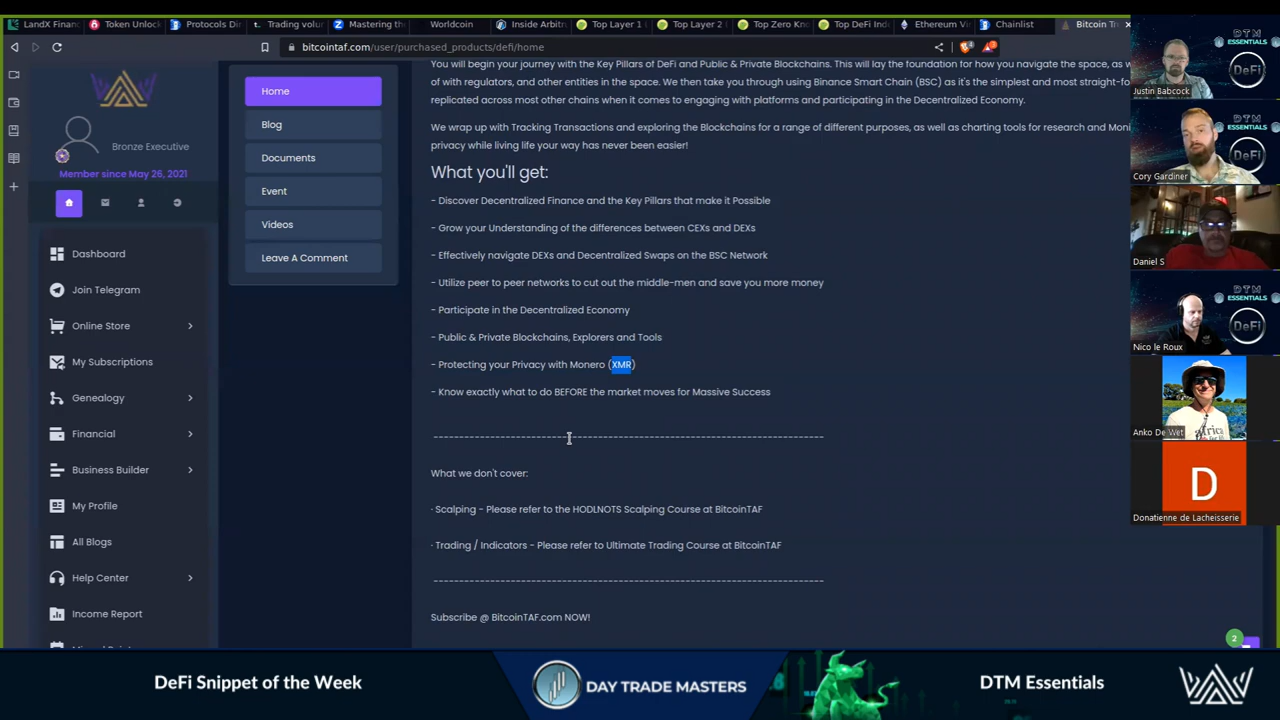 LandX Financ
Token Unlock
Protocols Dir
Trading volu
Mastering th
Worldcoin
Inside Arbitr
Top Layer 1
Top Layer 2
Top Zero Kno
Top DeFi Ind
Ethereum Vi
Chainlist
Bitcoin T
bitcointaf.com/user/purchased_products/defi/home
Bronze Executive
Member since May 26, 2021
Dashboard
Join Telegram
Online Store
My Subscriptions
Genealogy
Financial
Business Builder
My Profile
All Blogs
Help Center
Income Report
Home
Blog
Documents
Event
Videos
Leave A Comment
You will begin your journey with the Key Pillars of DeFi and Public & Private Blockchains. This will lay the foundation for how you navigate the space, as w
of with regulators, and other entities in the space. We then take you through using Binance Smart Chain (BSC) as it's the simplest and most straight-fo
replicated across most other chains when it comes to engaging with platforms and participating in the Decentralized Economy.
We wrap up with Tracking Transactions and exploring the Blockchains for a range of different purposes, as well as charting tools for research and Moni
privacy while living life your way has never been easier!
What you'll get:
- Discover Decentralized Finance and the Key Pillars that make it Possible
- Grow your Understanding of the differences between CEXs and DEXs
- Effectively navigate DEXs and Decentralized Swaps on the BSC Network
- Utilize peer to peer networks to cut out the middle-men and save you more money
- Participate in the Decentralized Economy
- Public & Private Blockchains, Explorers and Tools
- Protecting your Privacy with Monero (XMR)
- Know exactly what to do BEFORE the market moves for Massive Success
What we don't cover:
· Scalping - Please refer to the HODLNOTS Scalping Course at BitcoinTAF
· Trading / Indicators - Please refer to Ultimate Trading Course at BitcoinTAF
Subscribe @ BitcoinTAF.com NOW!
2
DTM
ESSENTIALS
DeFi
Justin Babcock
DTM
ESSENTIALS
DeFi
Cory Gardiner
Daniel S
DTM
ESSENTIALS
DeFi
Nico le Roux
Anko De Wet
D
Donatienne de Lacheisserie
DeFi Snippet of the Week
DAY TRADE MASTERS
DTM Essentials